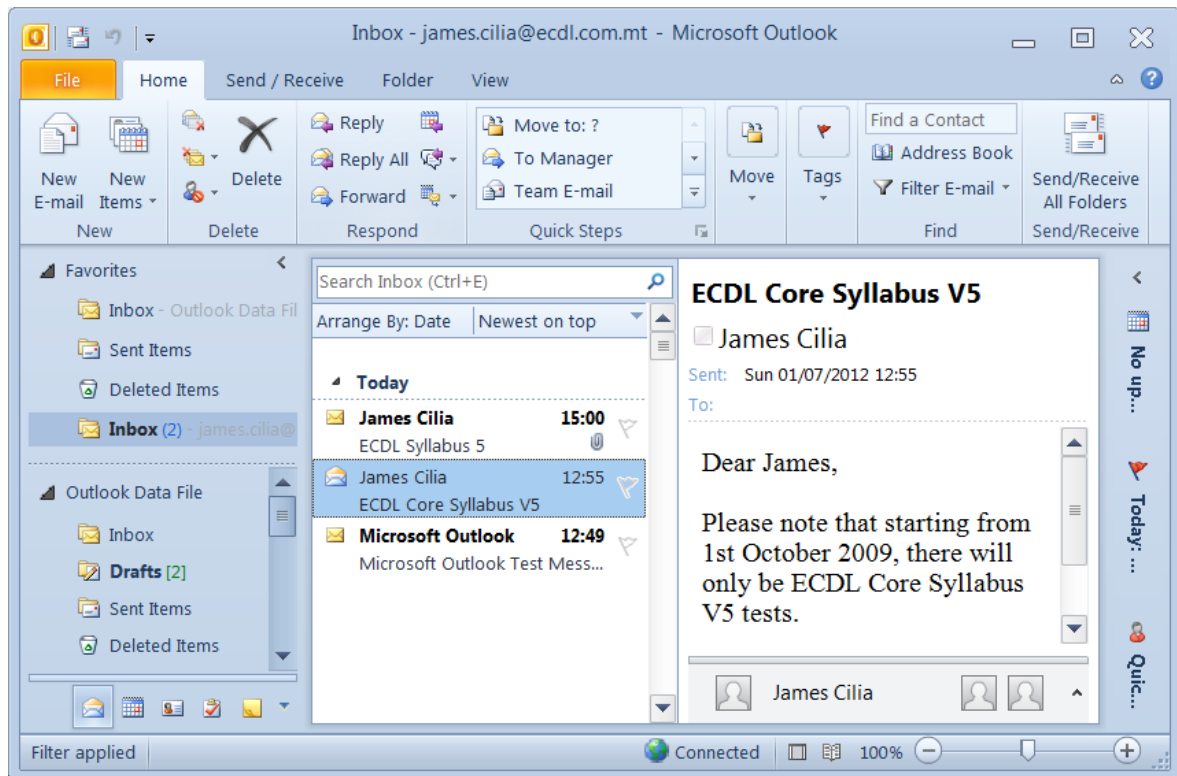 Inbox - james.cilia@ecdl.com.mt - Microsoft Outlook
File Home Send / Receive Folder View
New E-mail
New Items
New
Delete
Delete
Reply
Reply All
Forward
Respond
Move to: ?
To Manager
Team E-mail
Quick Steps
Move
Tags
Find a Contact
Address Book
Filter E-mail
Find
Send/Receive
All Folders
Send/Receive
Favorites
Inbox - Outlook Data Fil
Sent Items
Deleted Items
Inbox (2) - james.cilia@
Outlook Data File
Inbox
Drafts [2]
Sent Items
Deleted Items
Search Inbox (Ctrl+E)
Arrange By: Date Newest on top
Today
James Cilia 15:00
ECDL Syllabus 5
James Cilia 12:55
ECDL Core Syllabus V5
Microsoft Outlook 12:49
Microsoft Outlook Test Mess...
ECDL Core Syllabus V5
James Cilia
Sent: Sun 01/07/2012 12:55
To:
Dear James,
Please note that starting from
1st October 2009, there will
only be ECDL Core Syllabus
V5 tests.
James Cilia
No up...
Today: ...
Quic...
Filter applied
Connected 100%